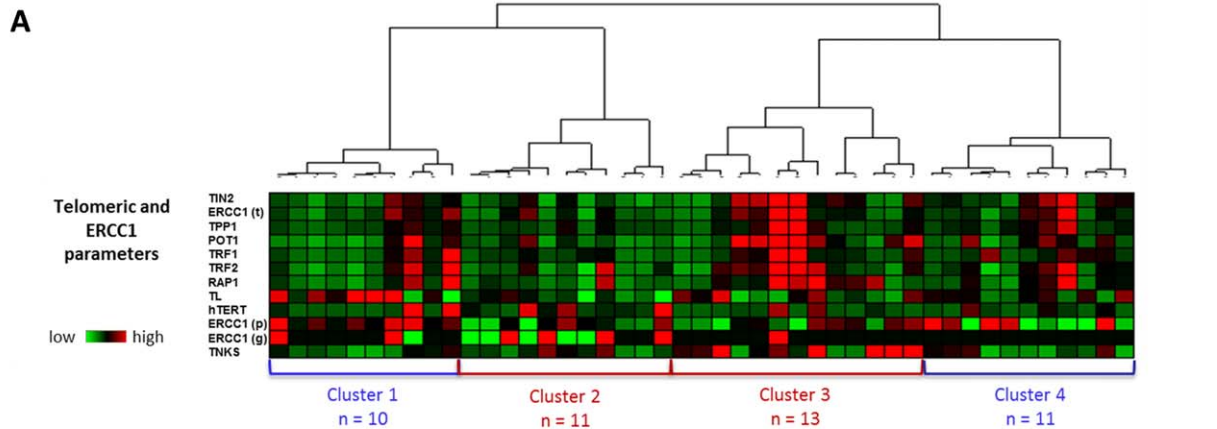 A
Telomeric and
ERCC1
parameters
low
high
TIN2
ERCC1 (t)
TPP1
POT1
TRF1
TRF2
RAP1
TL
hTERT
ERCC1 (p)
ERCC1 (g)
TNKS
Cluster 1
n = 10
Cluster 2
n = 11
Cluster 3
n = 13
Cluster 4
n = 11